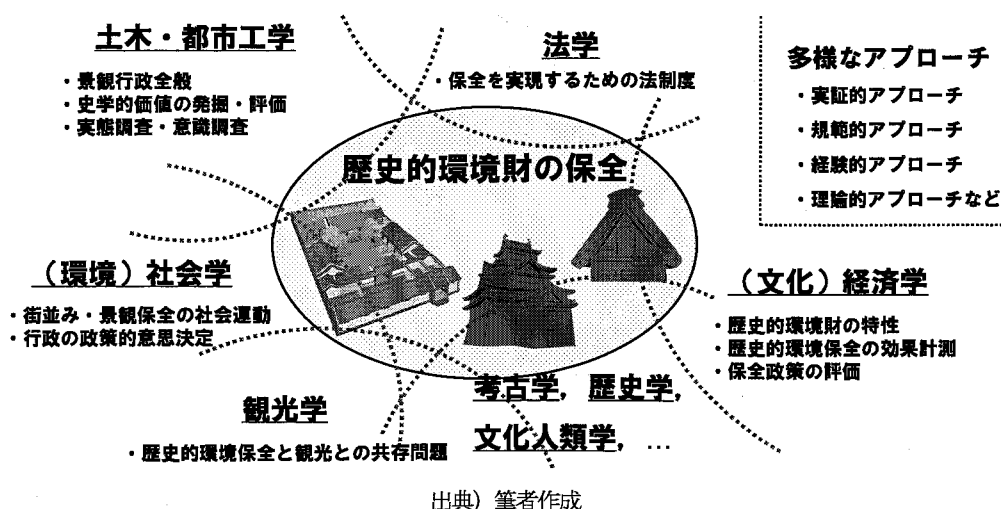 土木・都市工学
・景観行政全般
・史学的価値の発掘・評価
・実態調査・意識調査
法学
・保全を実現するための法制度
多様なアプローチ
・実証的アプローチ
・規範的アプローチ
・経験的アプローチ
・理論的アプローチなど
歴史的環境財の保全
(環境)社会学
・街並み・景観保全の社会運動
・行政の政策的意思決定
(文化)経済学
・歴史的環境財の特性
・歴史的環境保全の効果計測
・保全政策の評価
観光学
・歴史的環境保全と観光との共存問題
考古学,歴史学,
文化人類学,…
出典)筆者作成